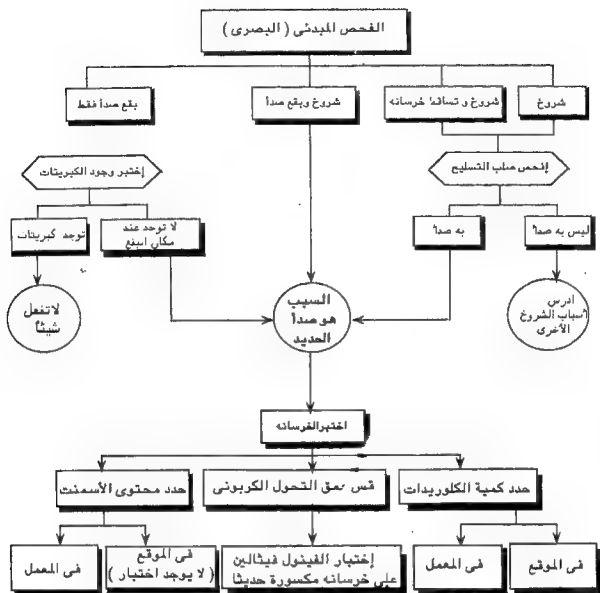 الفحص المبدئى ( البصرى )
شروخ
شروخ و تساقط خرسانه
شروخ وبقع صدأ
بقع صدأ فقط
إفحص صلب التسليح
إختبر وجود الكبريتات
ليس به صدأ
به صدأ
لا توجد عند
مكان البقع
توجد كبريتات
ادرس
أسباب الشروخ
الأخرى
السبب
هو صدأ
الحديد
لاتفعل
شيئاً
اختبر الخرسانه
حدد كمية الكلوريدات
قس عمق التحول الكربونى
حدد محتوى الأسمنت
فى الموقع
فى المعمل
إختبار الفينول فيثالين
على خرسانه مكسورة حديثا
فى الموقع
( لا يوجد اختبار )
فى المعمل